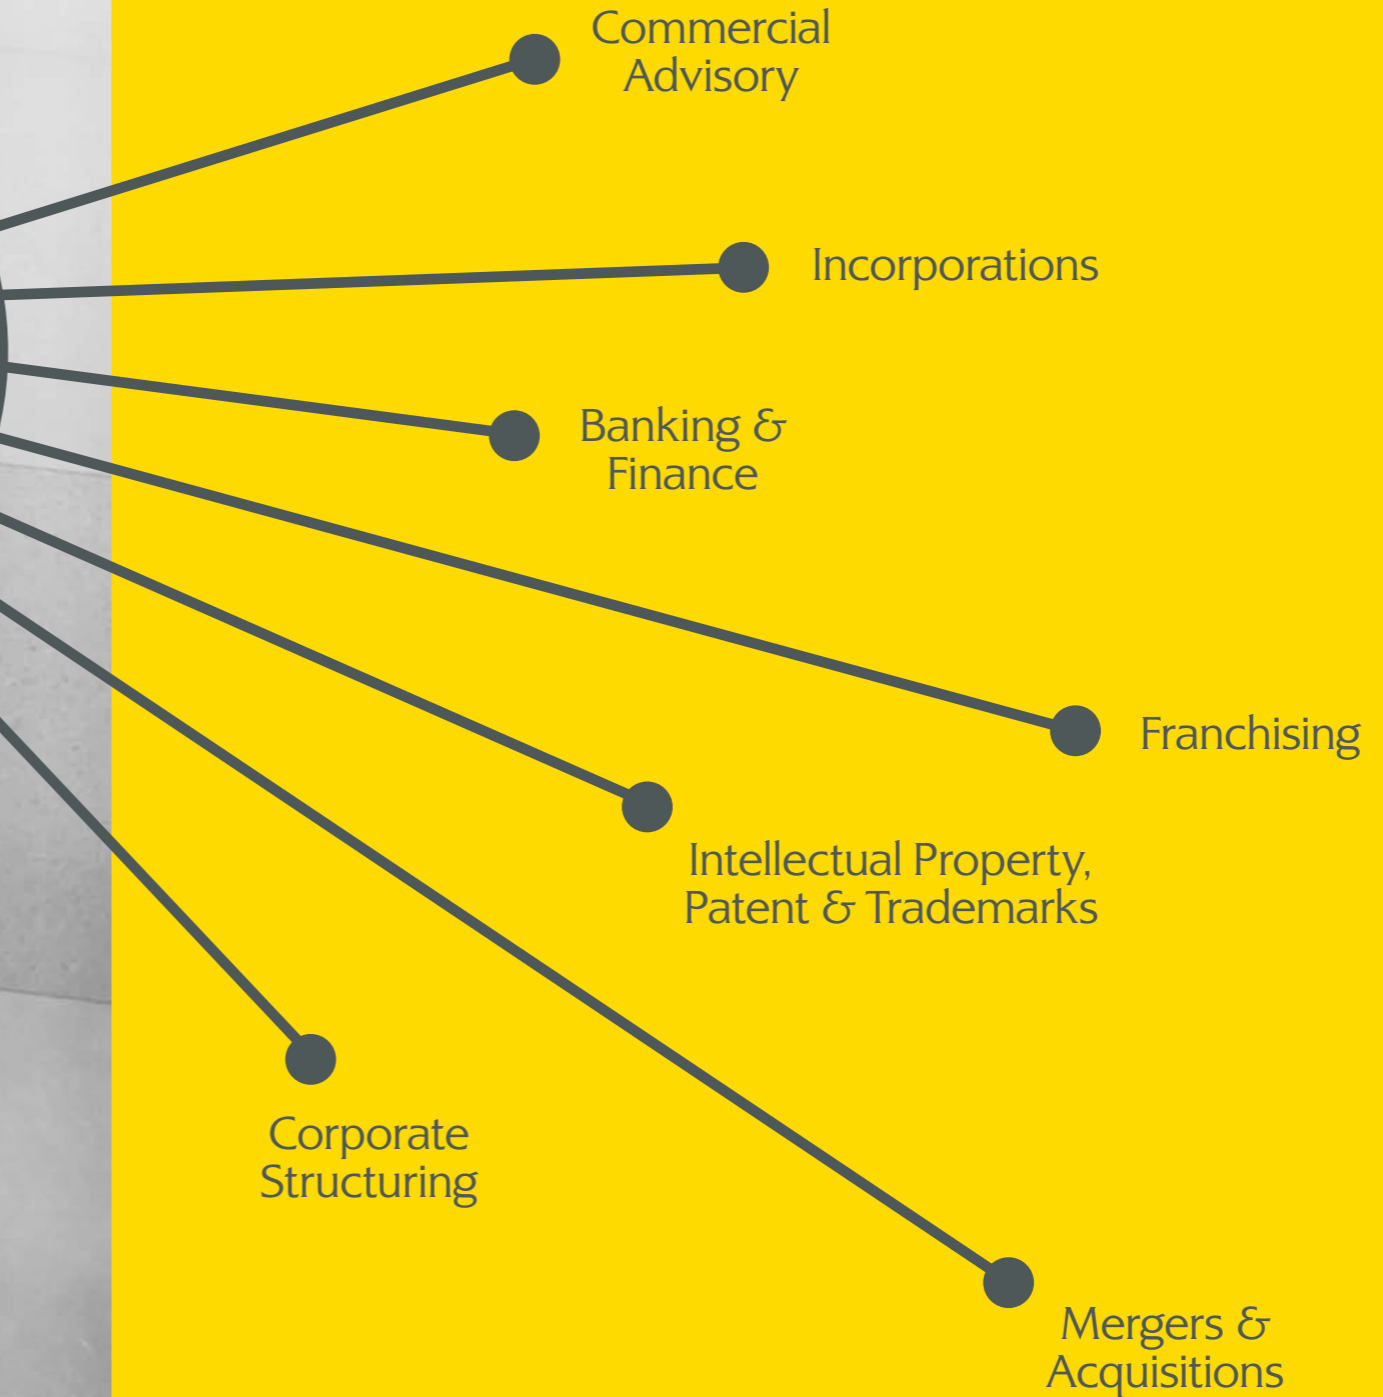 Commercial
Advisory
Incorporations
Banking &
Finance
Franchising
Intellectual Property,
Patent & Trademarks
Corporate
Structuring
Mergers &
Acquisitions